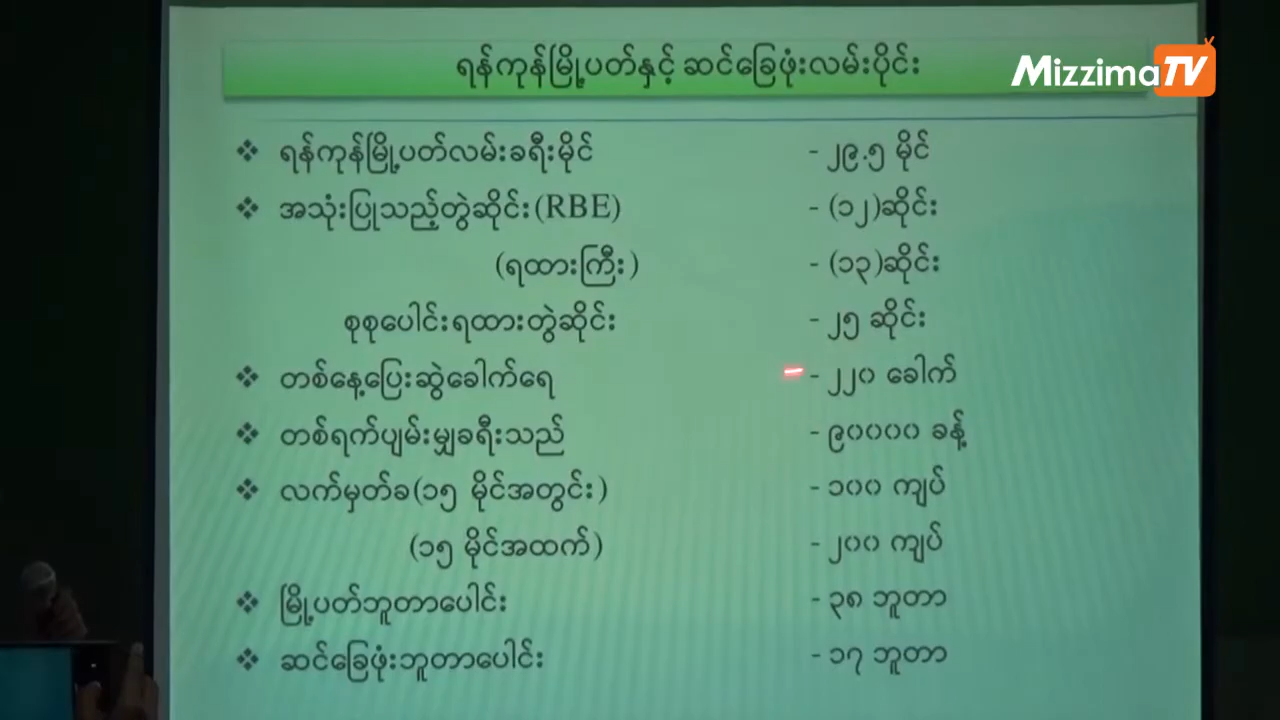 ရန်ကုန်မြို့ပတ်နှင့် ဆင်ခြေဖုံးလမ်းပိုင်း
MizzimaTV
❖ ရန်ကုန်မြို့ပတ်လမ်းခရီးမိုင် - ၂၉.၅ မိုင်
❖ အသုံးပြုသည့်တွဲဆိုင်း(RBE) - (၁၂)ဆိုင်း
(ရထားကြီး) - (၁၃)ဆိုင်း
စုစုပေါင်းရထားတွဲဆိုင်း - ၂၅ ဆိုင်း
❖ တစ်နေ့ပြေးဆွဲခေါက်ရေ - ၂၂၀ ခေါက်
❖ တစ်ရက်ပျမ်းမျှခရီးသည် - ၉၀၀၀၀ ခန့်
❖ လက်မှတ်ခ(၁၅ မိုင်အတွင်း) - ၁၀၀ ကျပ်
(၁၅ မိုင်အထက်) - ၂၀၀ ကျပ်
❖ မြို့ပတ်ဘူတာပေါင်း - ၃၈ ဘူတာ
❖ ဆင်ခြေဖုံးဘူတာပေါင်း - ၁၇ ဘူတာ